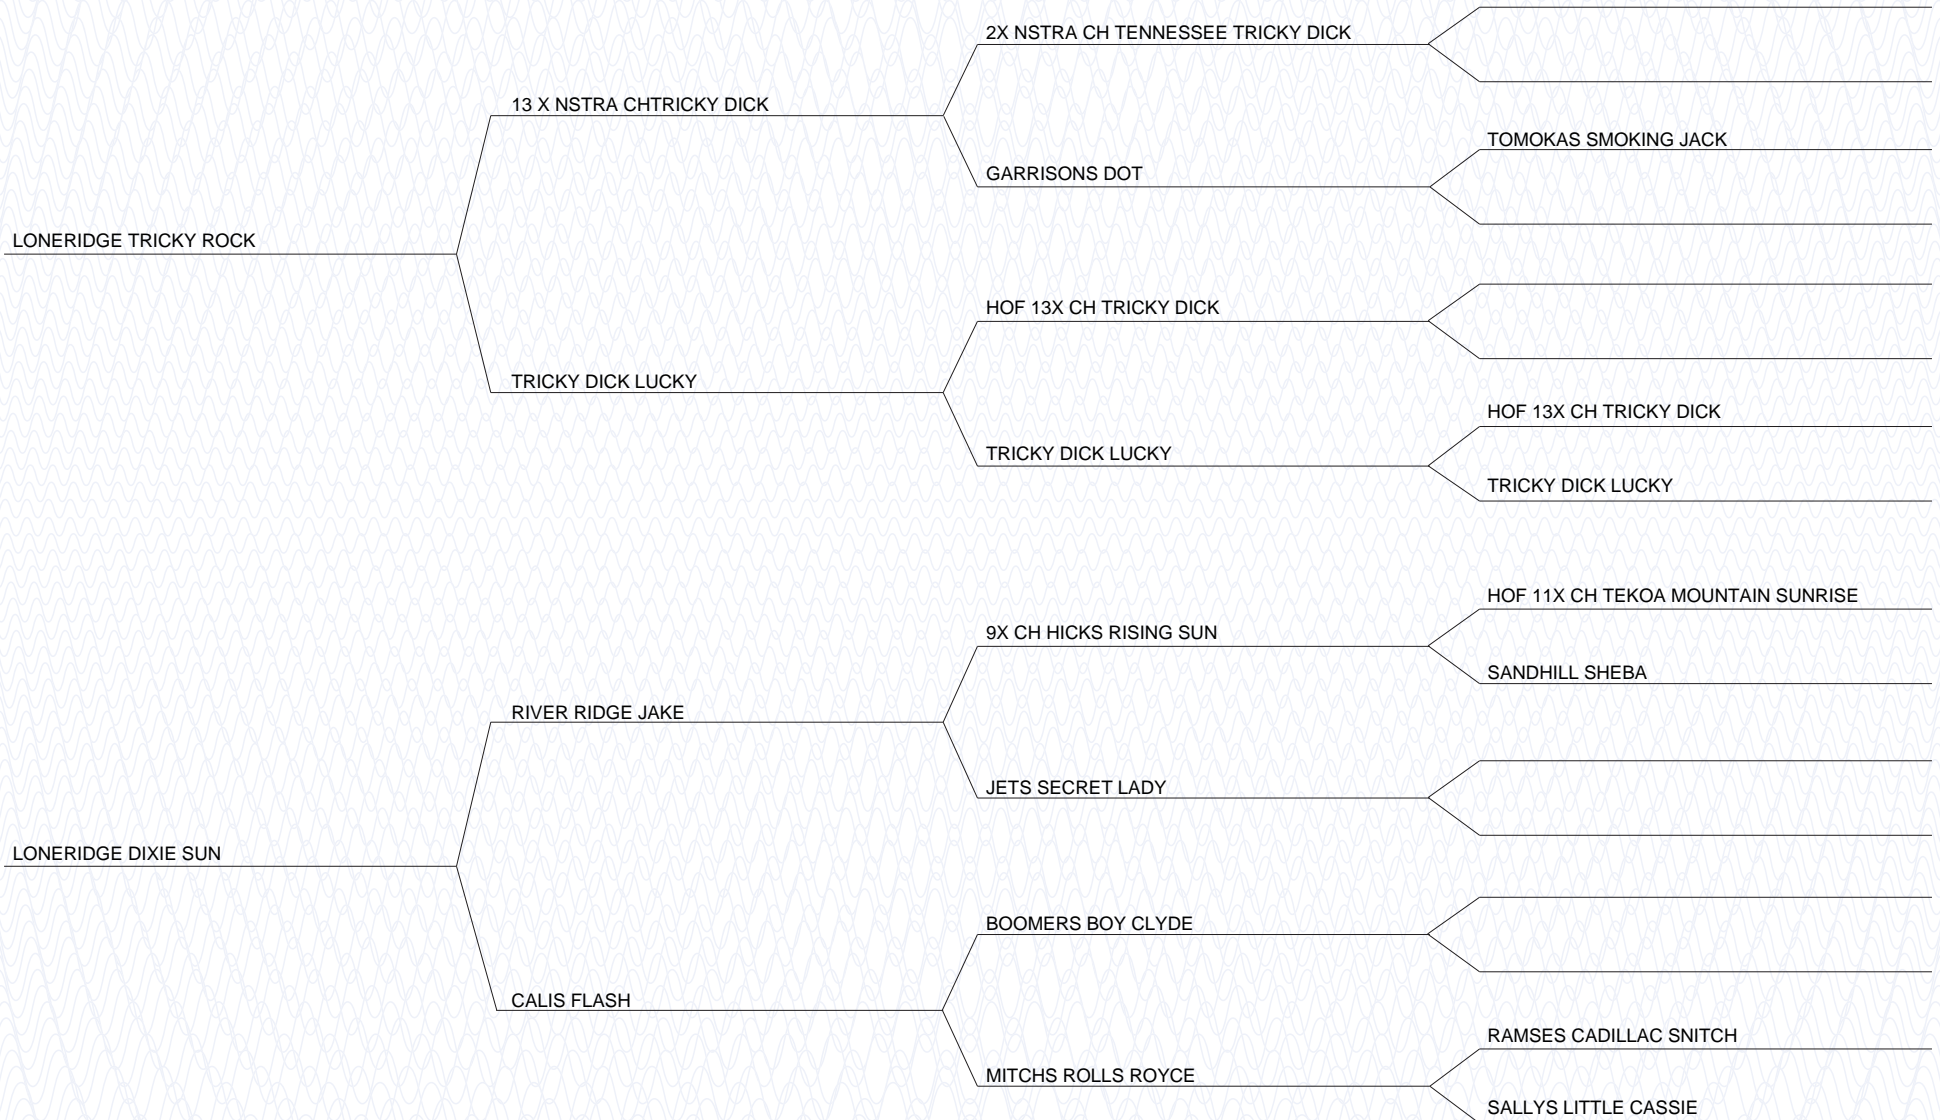 2X NSTRA CH TENNESSEE TRICKY DICK
13 X NSTRA CHTRICKY DICK
TOMOKAS SMOKING JACK
GARRISONS DOT
LONERIDGE TRICKY ROCK
HOF 13X CH TRICKY DICK
TRICKY DICK LUCKY
HOF 13X CH TRICKY DICK
TRICKY DICK LUCKY
TRICKY DICK LUCKY
HOF 11X CH TEKOA MOUNTAIN SUNRISE
9X CH HICKS RISING SUN
SANDHILL SHEBA
RIVER RIDGE JAKE
JETS SECRET LADY
LONERIDGE DIXIE SUN
BOOMERS BOY CLYDE
CALIS FLASH
RAMSES CADILLAC SNITCH
MITCHS ROLLS ROYCE
SALLYS LITTLE CASSIE